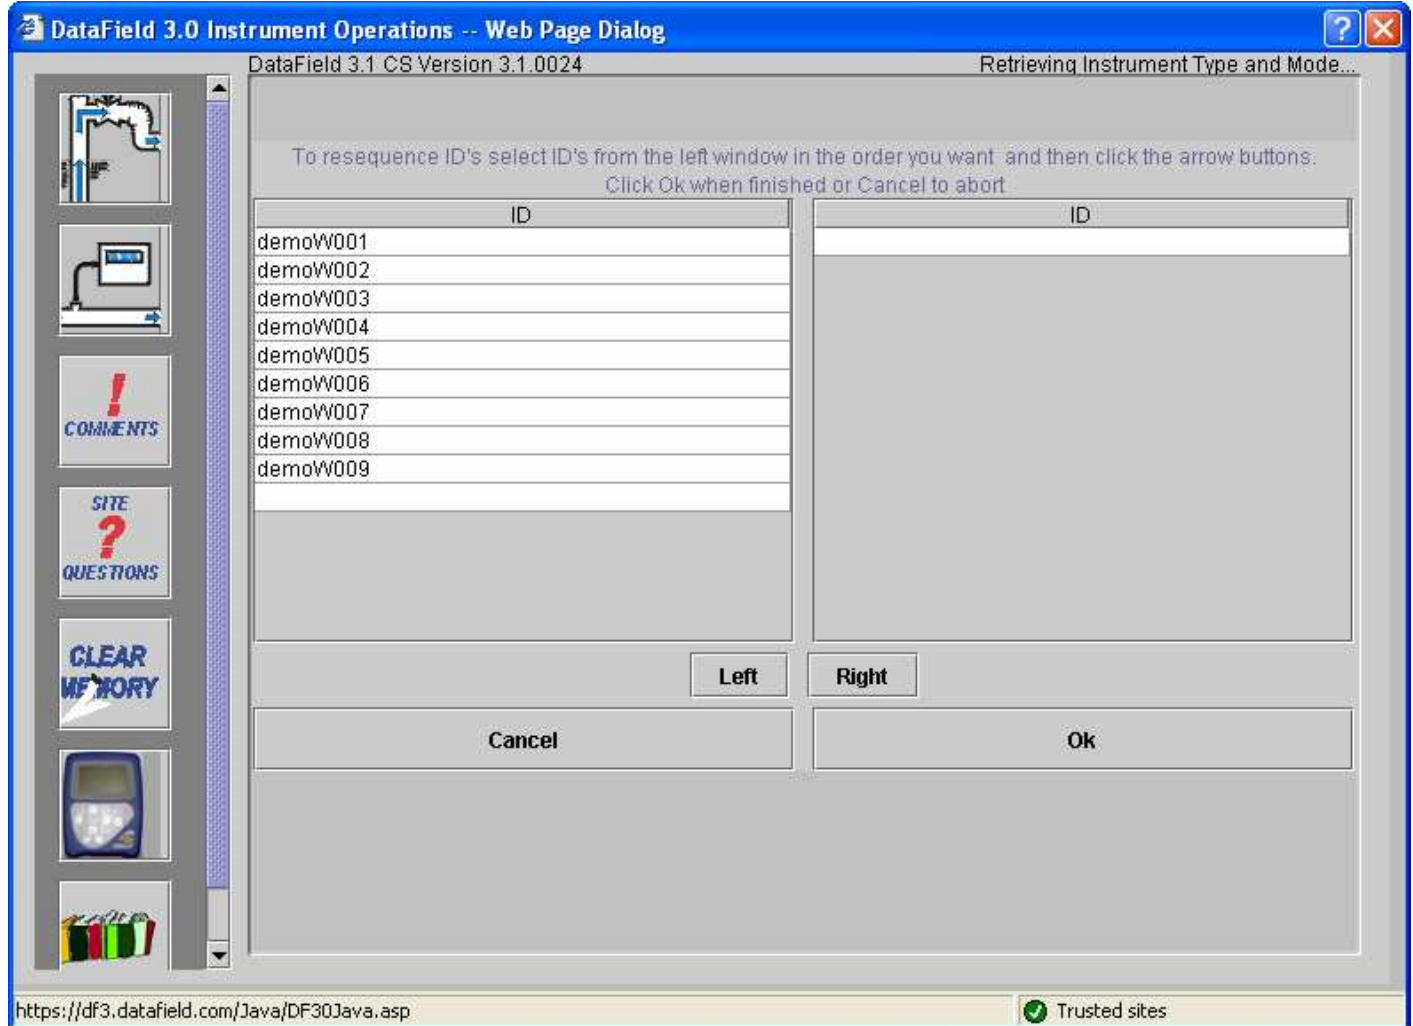 DataField 3.0 Instrument Operations -- Web Page Dialog
DataField 3.1 CS Version 3.1.0024
Retrieving Instrument Type and Mode...
To resequence ID's select ID's from the left window in the order you want and then click the arrow buttons.
Click Ok when finished or Cancel to abort
ID
ID
demoW001
demoW002
demoW003
demoW004
demoW005
demoW006
demoW007
demoW008
demoW009
COMMENTS
SITE
?
QUESTIONS
CLEAR
MEMORY
Left
Right
Cancel
Ok
https://df3.datafield.com/Java/DF30Java.asp
Trusted sites